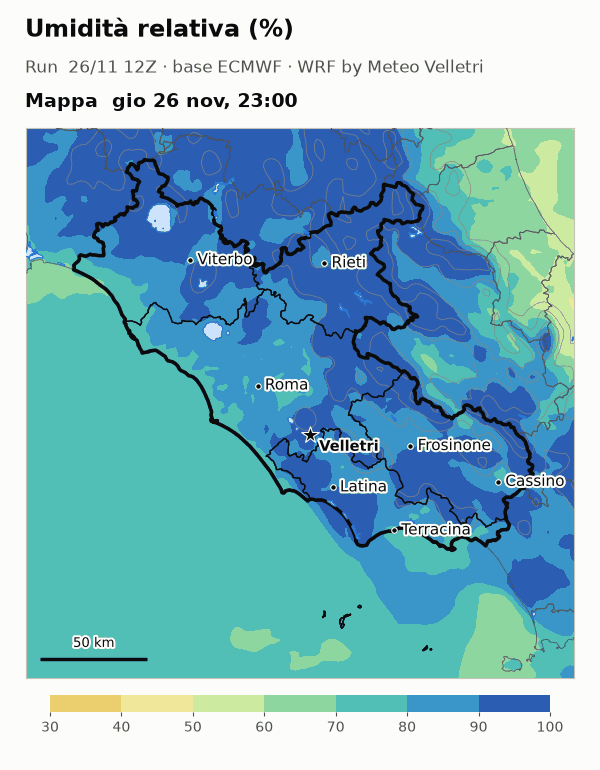 Umidità relativa (%)
Run  26/11 12Z · base ECMWF · WRF by Meteo Velletri
Mappa  gio 26 nov, 23:00
Viterbo
Rieti
Roma
Velletri
Frosinone
Cassino
Latina
Terracina
50 km
30 40 50 60 70 80 90 100